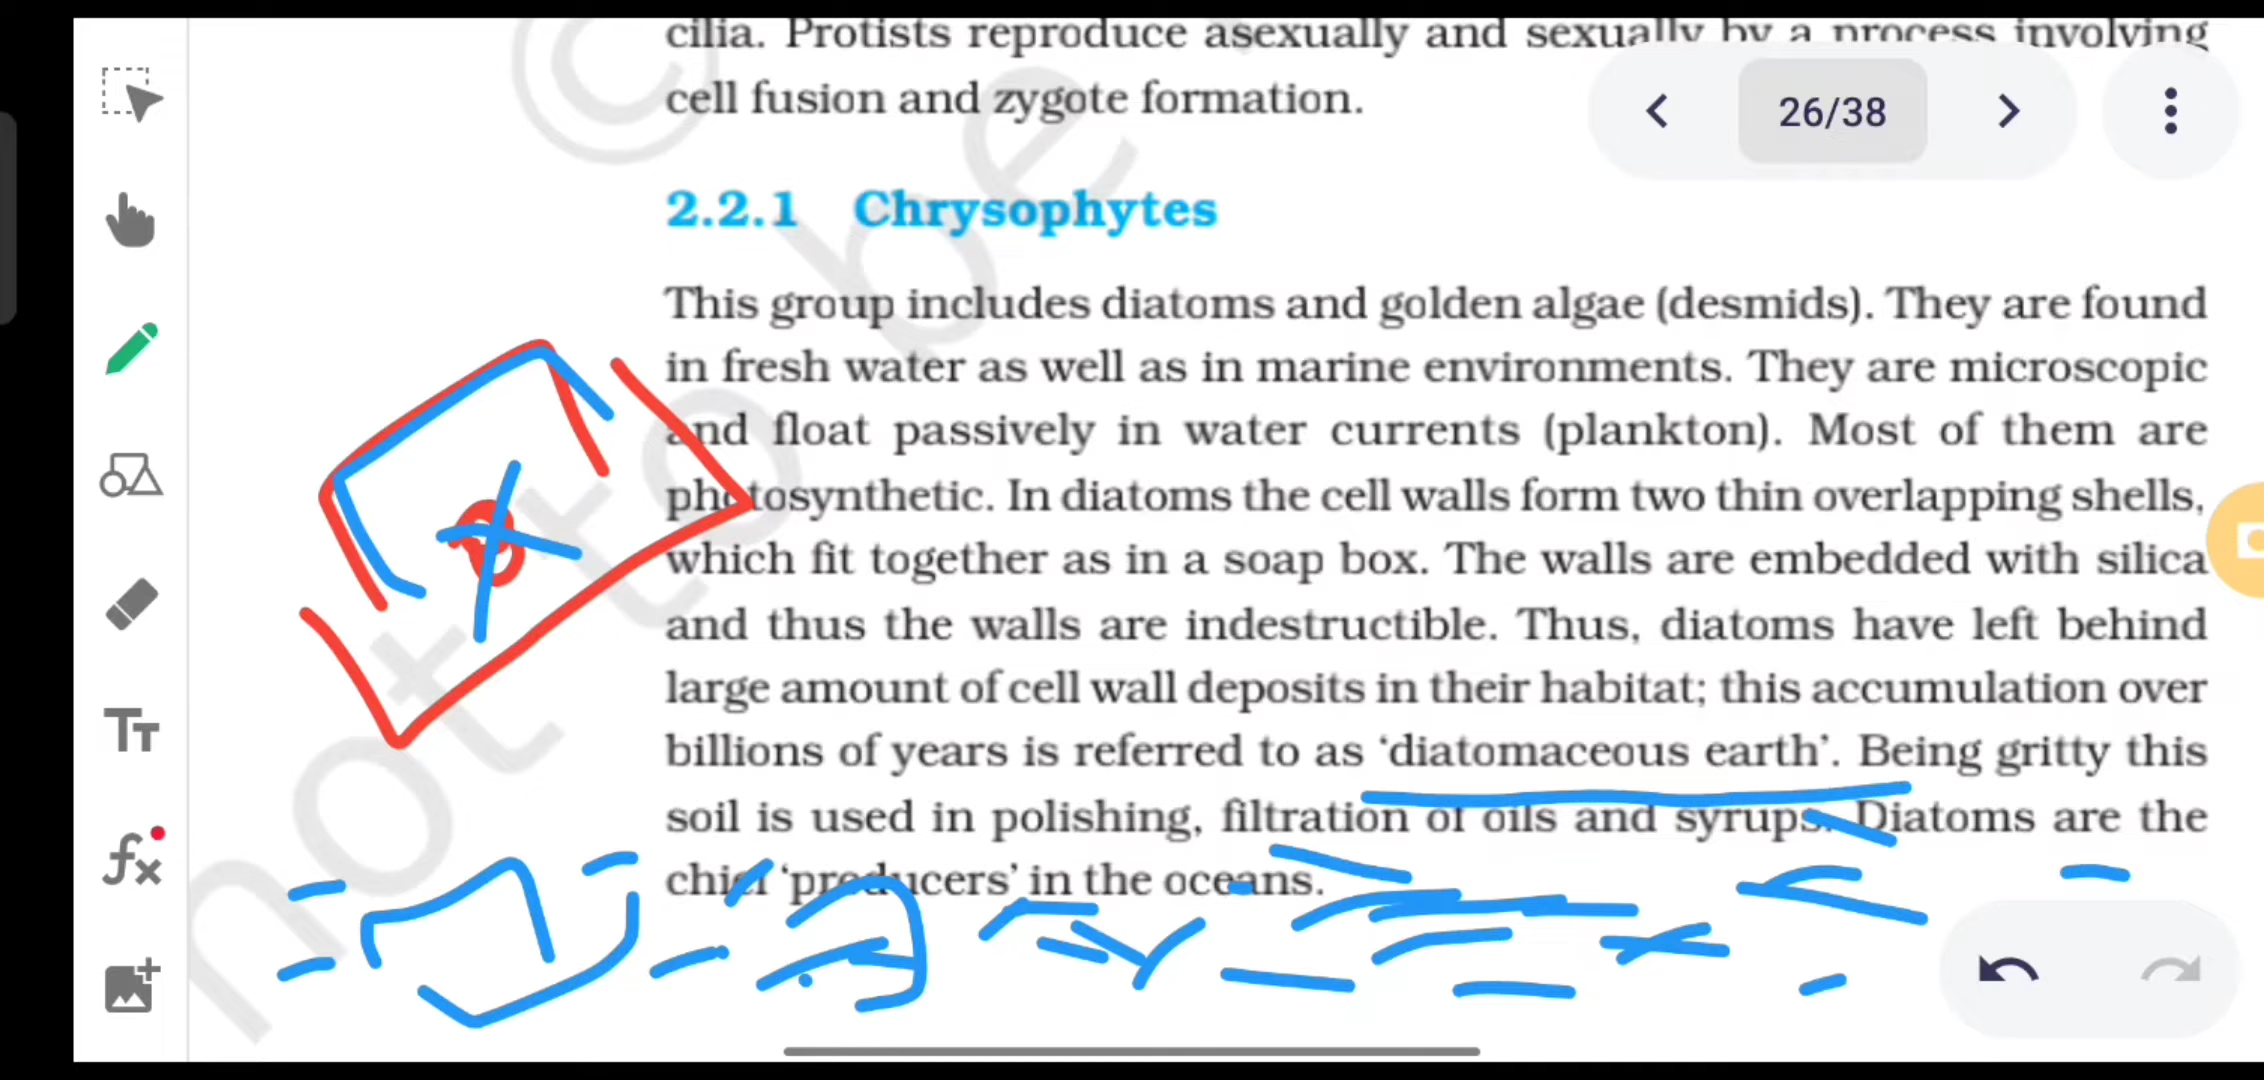 cilia. Protists reproduce asexually and sexually by a process involving
cell fusion and zygote formation.
26/38
2.2.1 Chrysophytes
This group includes diatoms and golden algae (desmids). They are found
in fresh water as well as in marine environments. They are microscopic
and float passively in water currents (plankton). Most of them are
photosynthetic. In diatoms the cell walls form two thin overlapping shells,
which fit together as in a soap box. The walls are embedded with silica
and thus the walls are indestructible. Thus, diatoms have left behind
large amount of cell wall deposits in their habitat; this accumulation over
billions of years is referred to as ‘diatomaceous earth’. Being gritty this
soil is used in polishing, filtration of oils and syrups. Diatoms are the
chief ‘producers’ in the oceans.
© not to be
Tт
fx